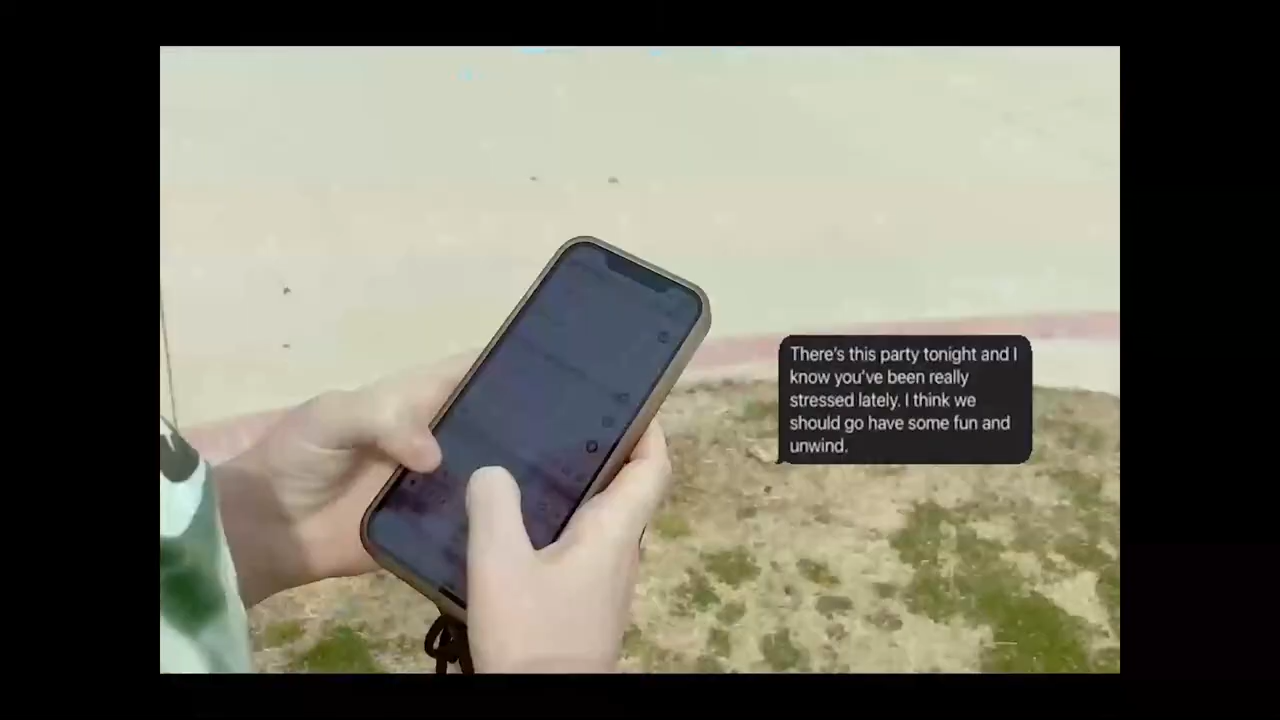 There's this party tonight and I
know you've been really
stressed lately. I think we
should go have some fun and
unwind.